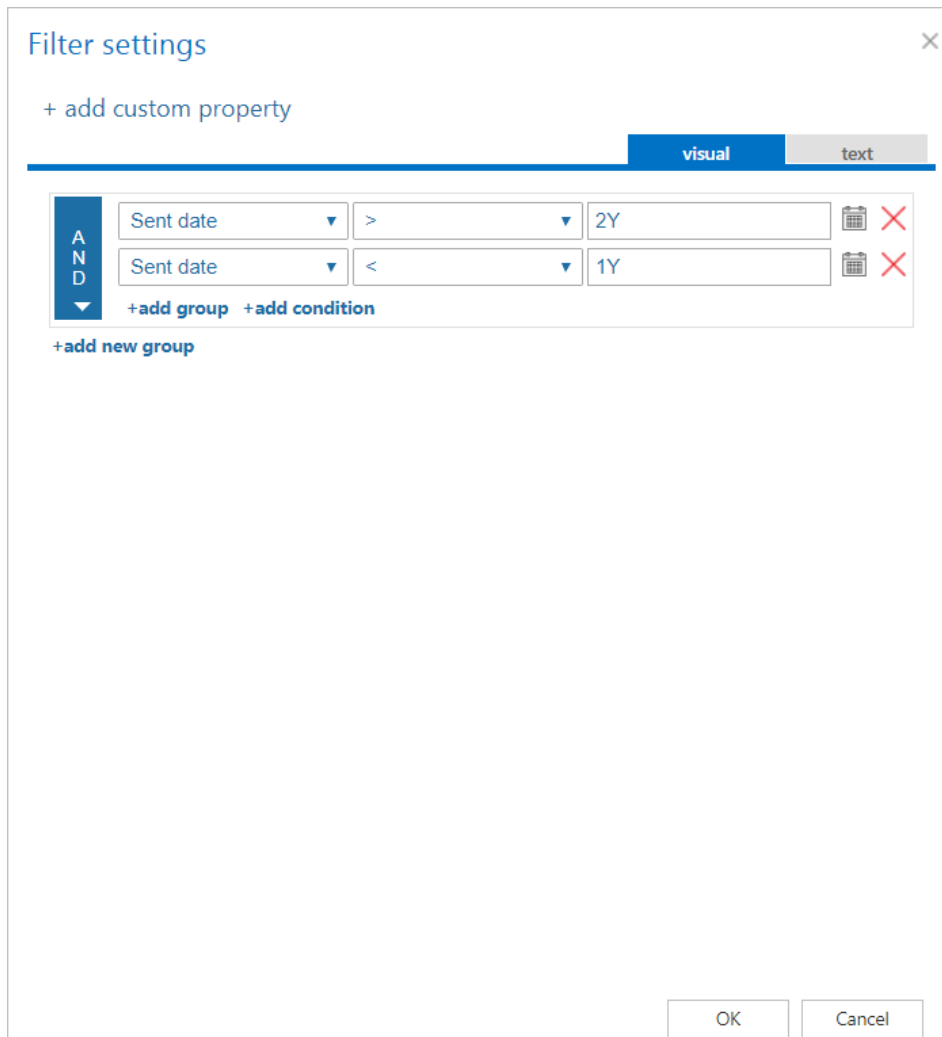 Filter settings
+ add custom property
visual text
AND
Sent date > 2Y
Sent date < 1Y
+add group +add condition
+add new group
OK Cancel